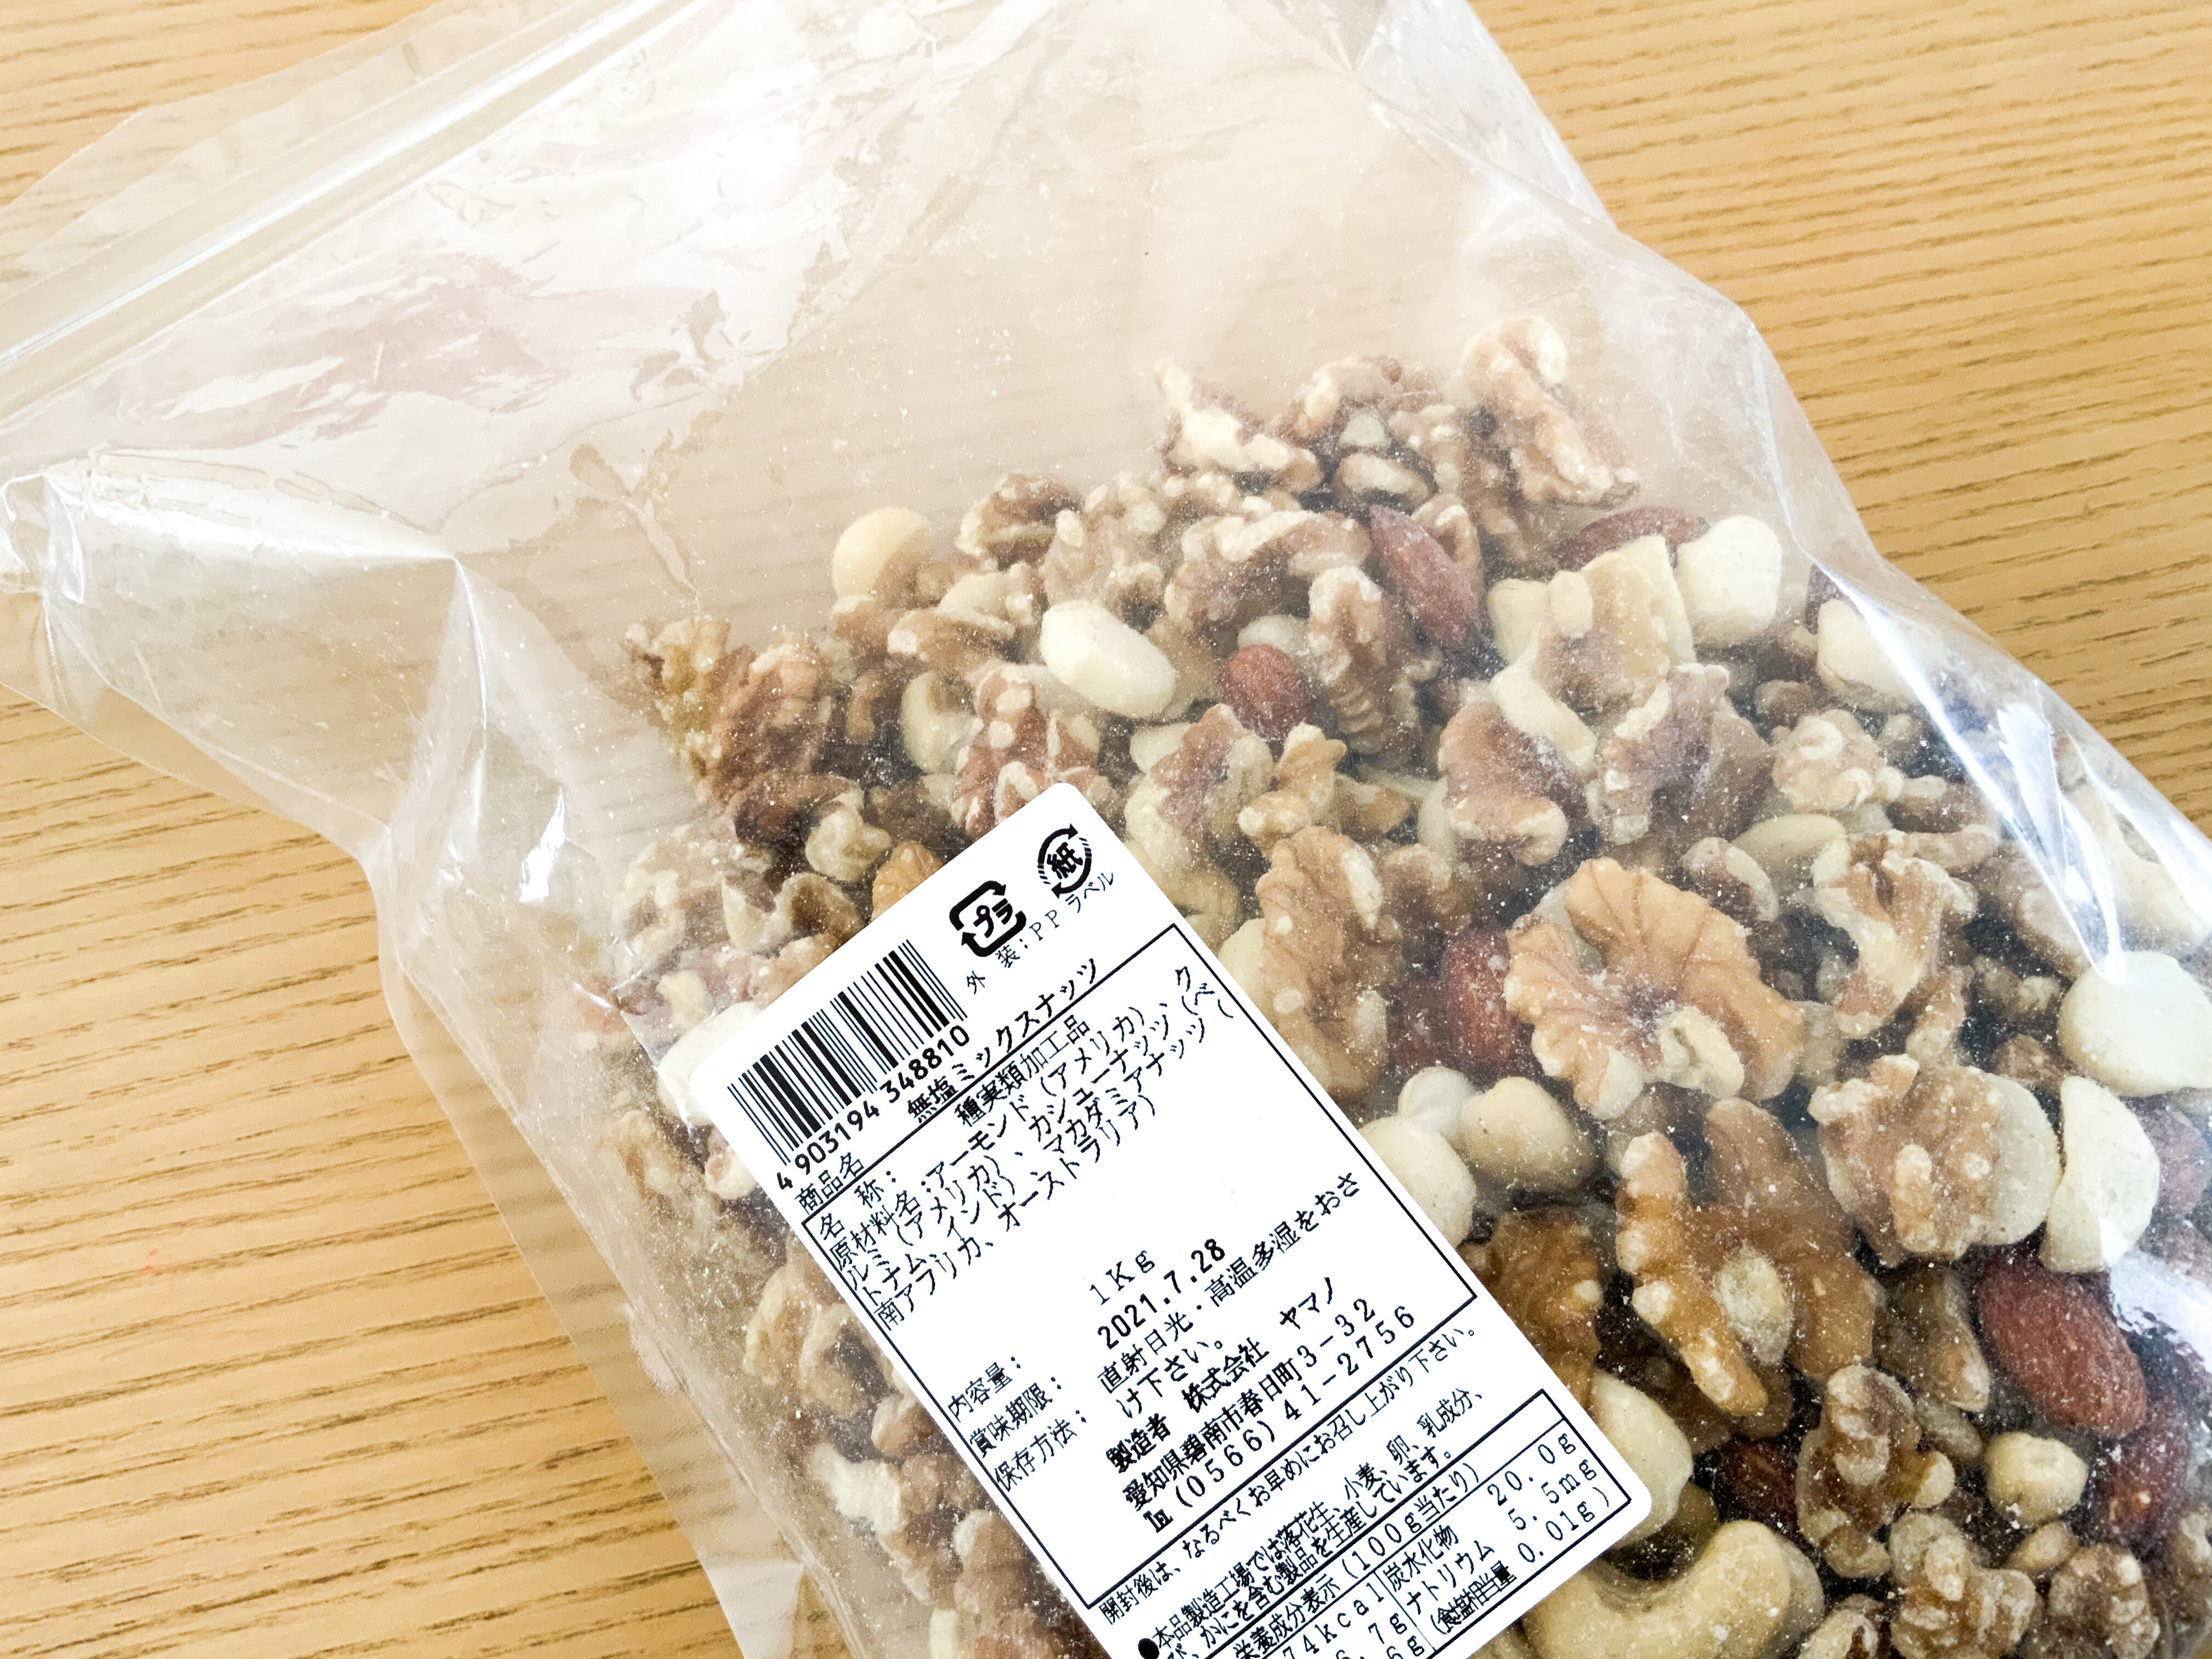 プラ
紙
外 装：PP ラベル
4 903194 348810
商品名 無塩ミックスナッツ
名 称： 種実類加工品
原材料名：アーモンド（アメリカ）、ク
ルミ（アメリカ）、カシューナッツ（ベ
トナム、インド）、マカダミアナッツ（
南アフリカ、オーストラリア）
内容量： 1Kg
賞味期限： 2021.7.28
保存方法： 直射日光・高温多湿をおさ
け下さい。
製造者 株式会社 ヤマノ
愛知県碧南市春日町3-32
℡(0566)41-2756
開封後は、なるべくお早めにお召し上がり下さい。
●本品製造工場では落花生、小麦、卵、乳成分、
び、かにを含む製品を生産しています。
栄養成分表示(100g当たり)
74kcal 炭水化物 20.0g
.7g ナトリウム 5.5mg
.6g (食塩相当量 0.01g)